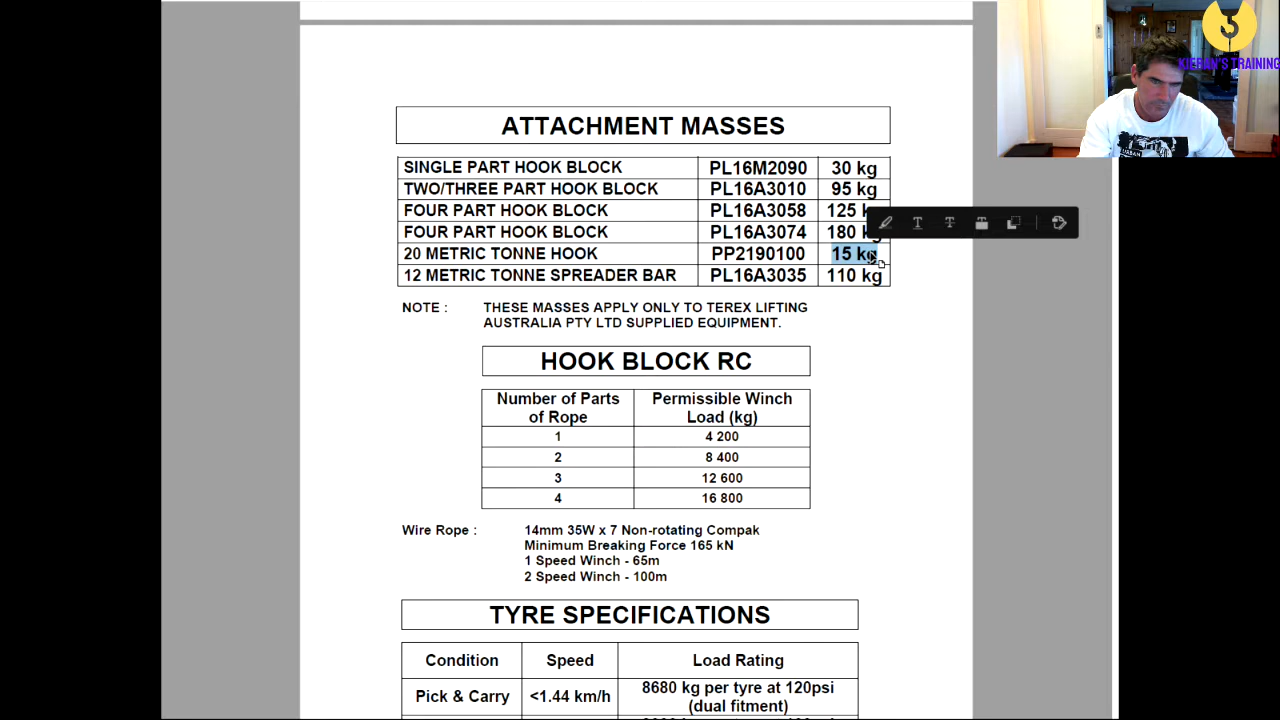 5
KIERAN'S TRAINING
ATTACHMENT MASSES
SINGLE PART HOOK BLOCK PL16M2090 30 kg
TWO/THREE PART HOOK BLOCK PL16A3010 95 kg
FOUR PART HOOK BLOCK PL16A3058 125 k
FOUR PART HOOK BLOCK PL16A3074 180 kg
20 METRIC TONNE HOOK PP2190100 15 kg
12 METRIC TONNE SPREADER BAR PL16A3035 110 kg
NOTE : THESE MASSES APPLY ONLY TO TEREX LIFTING
AUSTRALIA PTY LTD SUPPLIED EQUIPMENT.
HOOK BLOCK RC
Number of Parts of Rope Permissible Winch Load (kg)
1 4 200
2 8 400
3 12 600
4 16 800
Wire Rope : 14mm 35W x 7 Non-rotating Compak
Minimum Breaking Force 165 kN
1 Speed Winch - 65m
2 Speed Winch - 100m
TYRE SPECIFICATIONS
Condition Speed Load Rating
Pick & Carry <1.44 km/h 8680 kg per tyre at 120psi
(dual fitment)